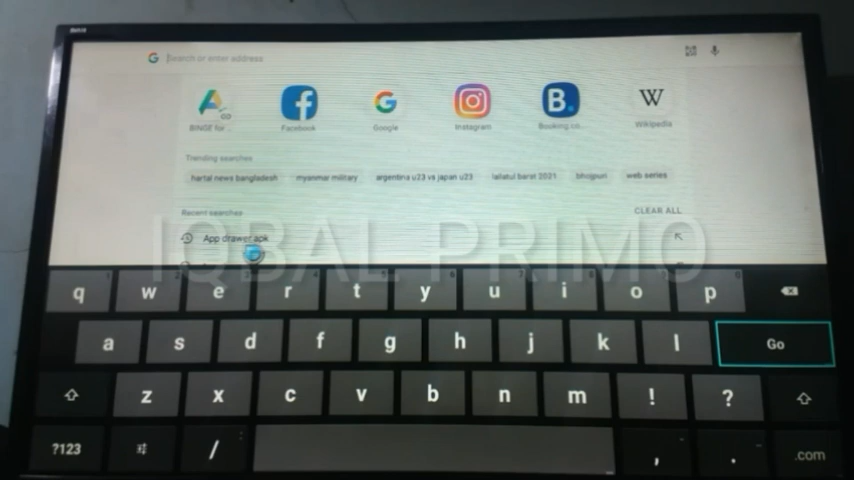 Search or enter address
BINGE for ..
Facebook
Google
Instagram
Booking.co...
Wikipedia
Trending searches
hartal news bangladesh myanmar military argentina u23 vs japan u23 lailatul barat 2021 bhojpuri web series
Recent searches CLEAR ALL
App drawer apk
IQBAL PRIMO
q w e r t y u i o p
a s d f g h j k l Go
z x c v b n m ! ?
?123 / , . .com